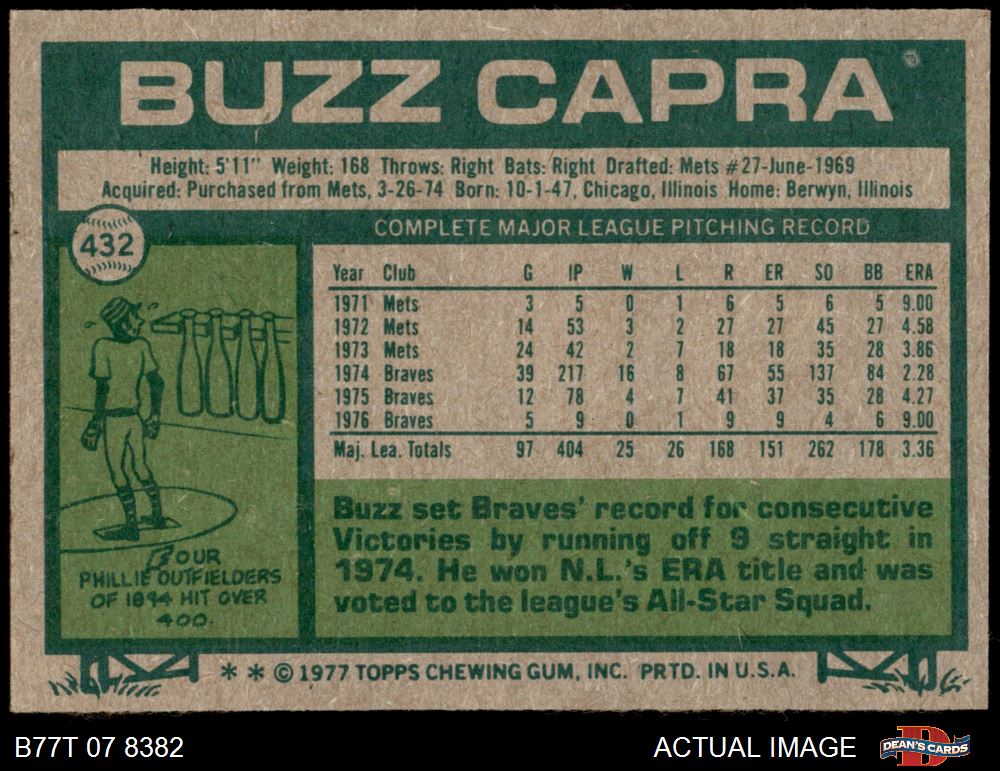 BUZZ CAPRA
Height: 5'11" Weight: 168 Throws: Right Bats: Right Drafted: Mets #27-June-1969
Acquired: Purchased from Mets, 3-26-74 Born: 10-1-47, Chicago, Illinois Home: Berwyn, Illinois
432
COMPLETE MAJOR LEAGUE PITCHING RECORD
Year Club G IP W L R ER SO BB ERA
1971 Mets 3 5 0 1 6 5 6 5 9.00
1972 Mets 14 53 3 2 27 27 45 27 4.58
1973 Mets 24 42 2 7 18 18 35 28 3.86
1974 Braves 39 217 16 8 67 55 137 84 2.28
1975 Braves 12 78 4 7 41 37 35 28 4.27
1976 Braves 5 9 0 1 9 9 4 6 9.00
Maj. Lea. Totals 97 404 25 26 168 151 262 178 3.36
FOUR
PHILLIE OUTFIELDERS
OF 1894 HIT OVER
400.
Buzz set Braves' record for consecutive
Victories by running off 9 straight in
1974. He won N.L.'s ERA title and was
voted to the league's All-Star Squad.
* * © 1977 TOPPS CHEWING GUM, INC. PRTD. IN U.S.A.
B77T 07 8382
ACTUAL IMAGE
DEAN'S CARDS